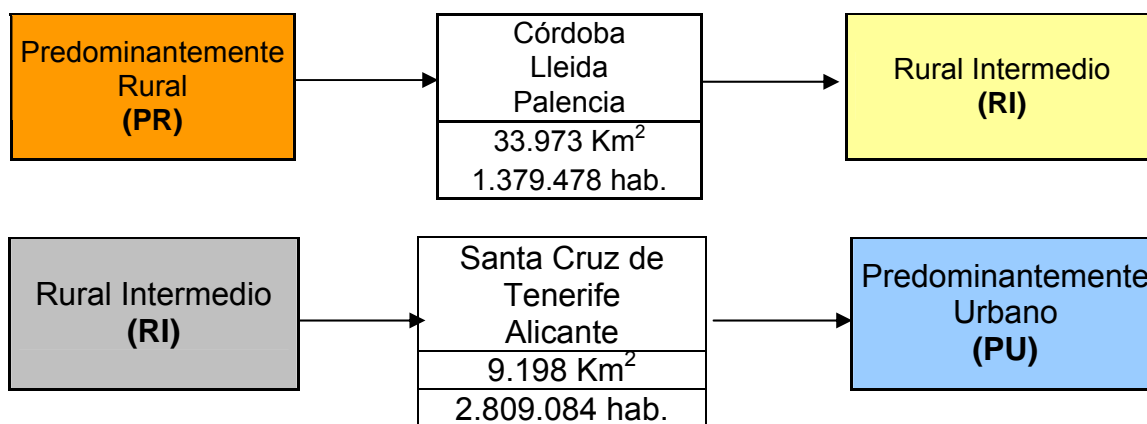 Predominantemente
Rural
(PR)
Córdoba
Lleida
Palencia
33.973 Km²
1.379.478 hab.
Rural Intermedio
(RI)
Rural Intermedio
(RI)
Santa Cruz de
Tenerife
Alicante
9.198 Km²
2.809.084 hab.
Predominantemente
Urbano
(PU)